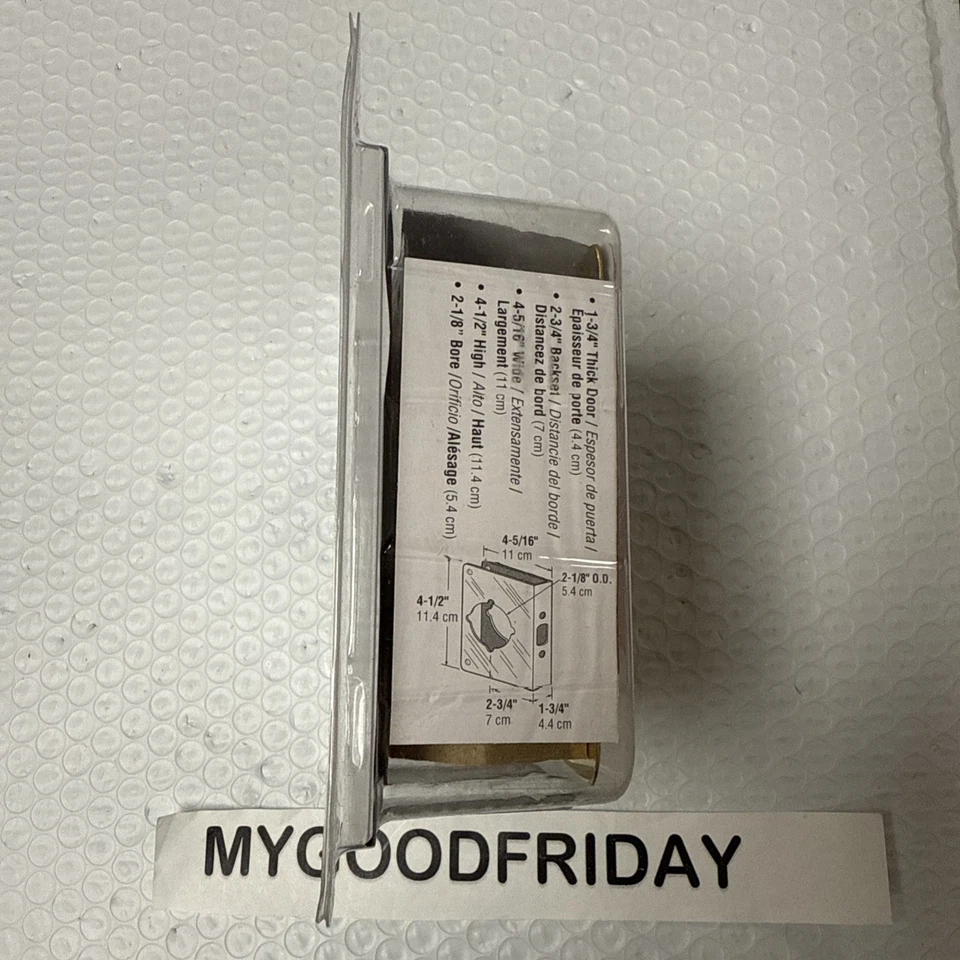 • 1-3/4" Thick Door / Espesor de puerta /
Épaisseur de porte (4.4 cm)
• 2-3/4" Backset / Distancie del borde /
Distancez de bord (7 cm)
• 4-5/16" Wide / Extensamente /
Largement (11 cm)
• 4-1/2" High / Alto / Haut (11.4 cm)
• 2-1/8" Bore /Orificio /Alésage (5.4 cm)
4-5/16"
11 cm
2-1/8" O.D.
5.4 cm
4-1/2"
11.4 cm
2-3/4"
7 cm
1-3/4"
4.4 cm
MYGOODFRIDAY